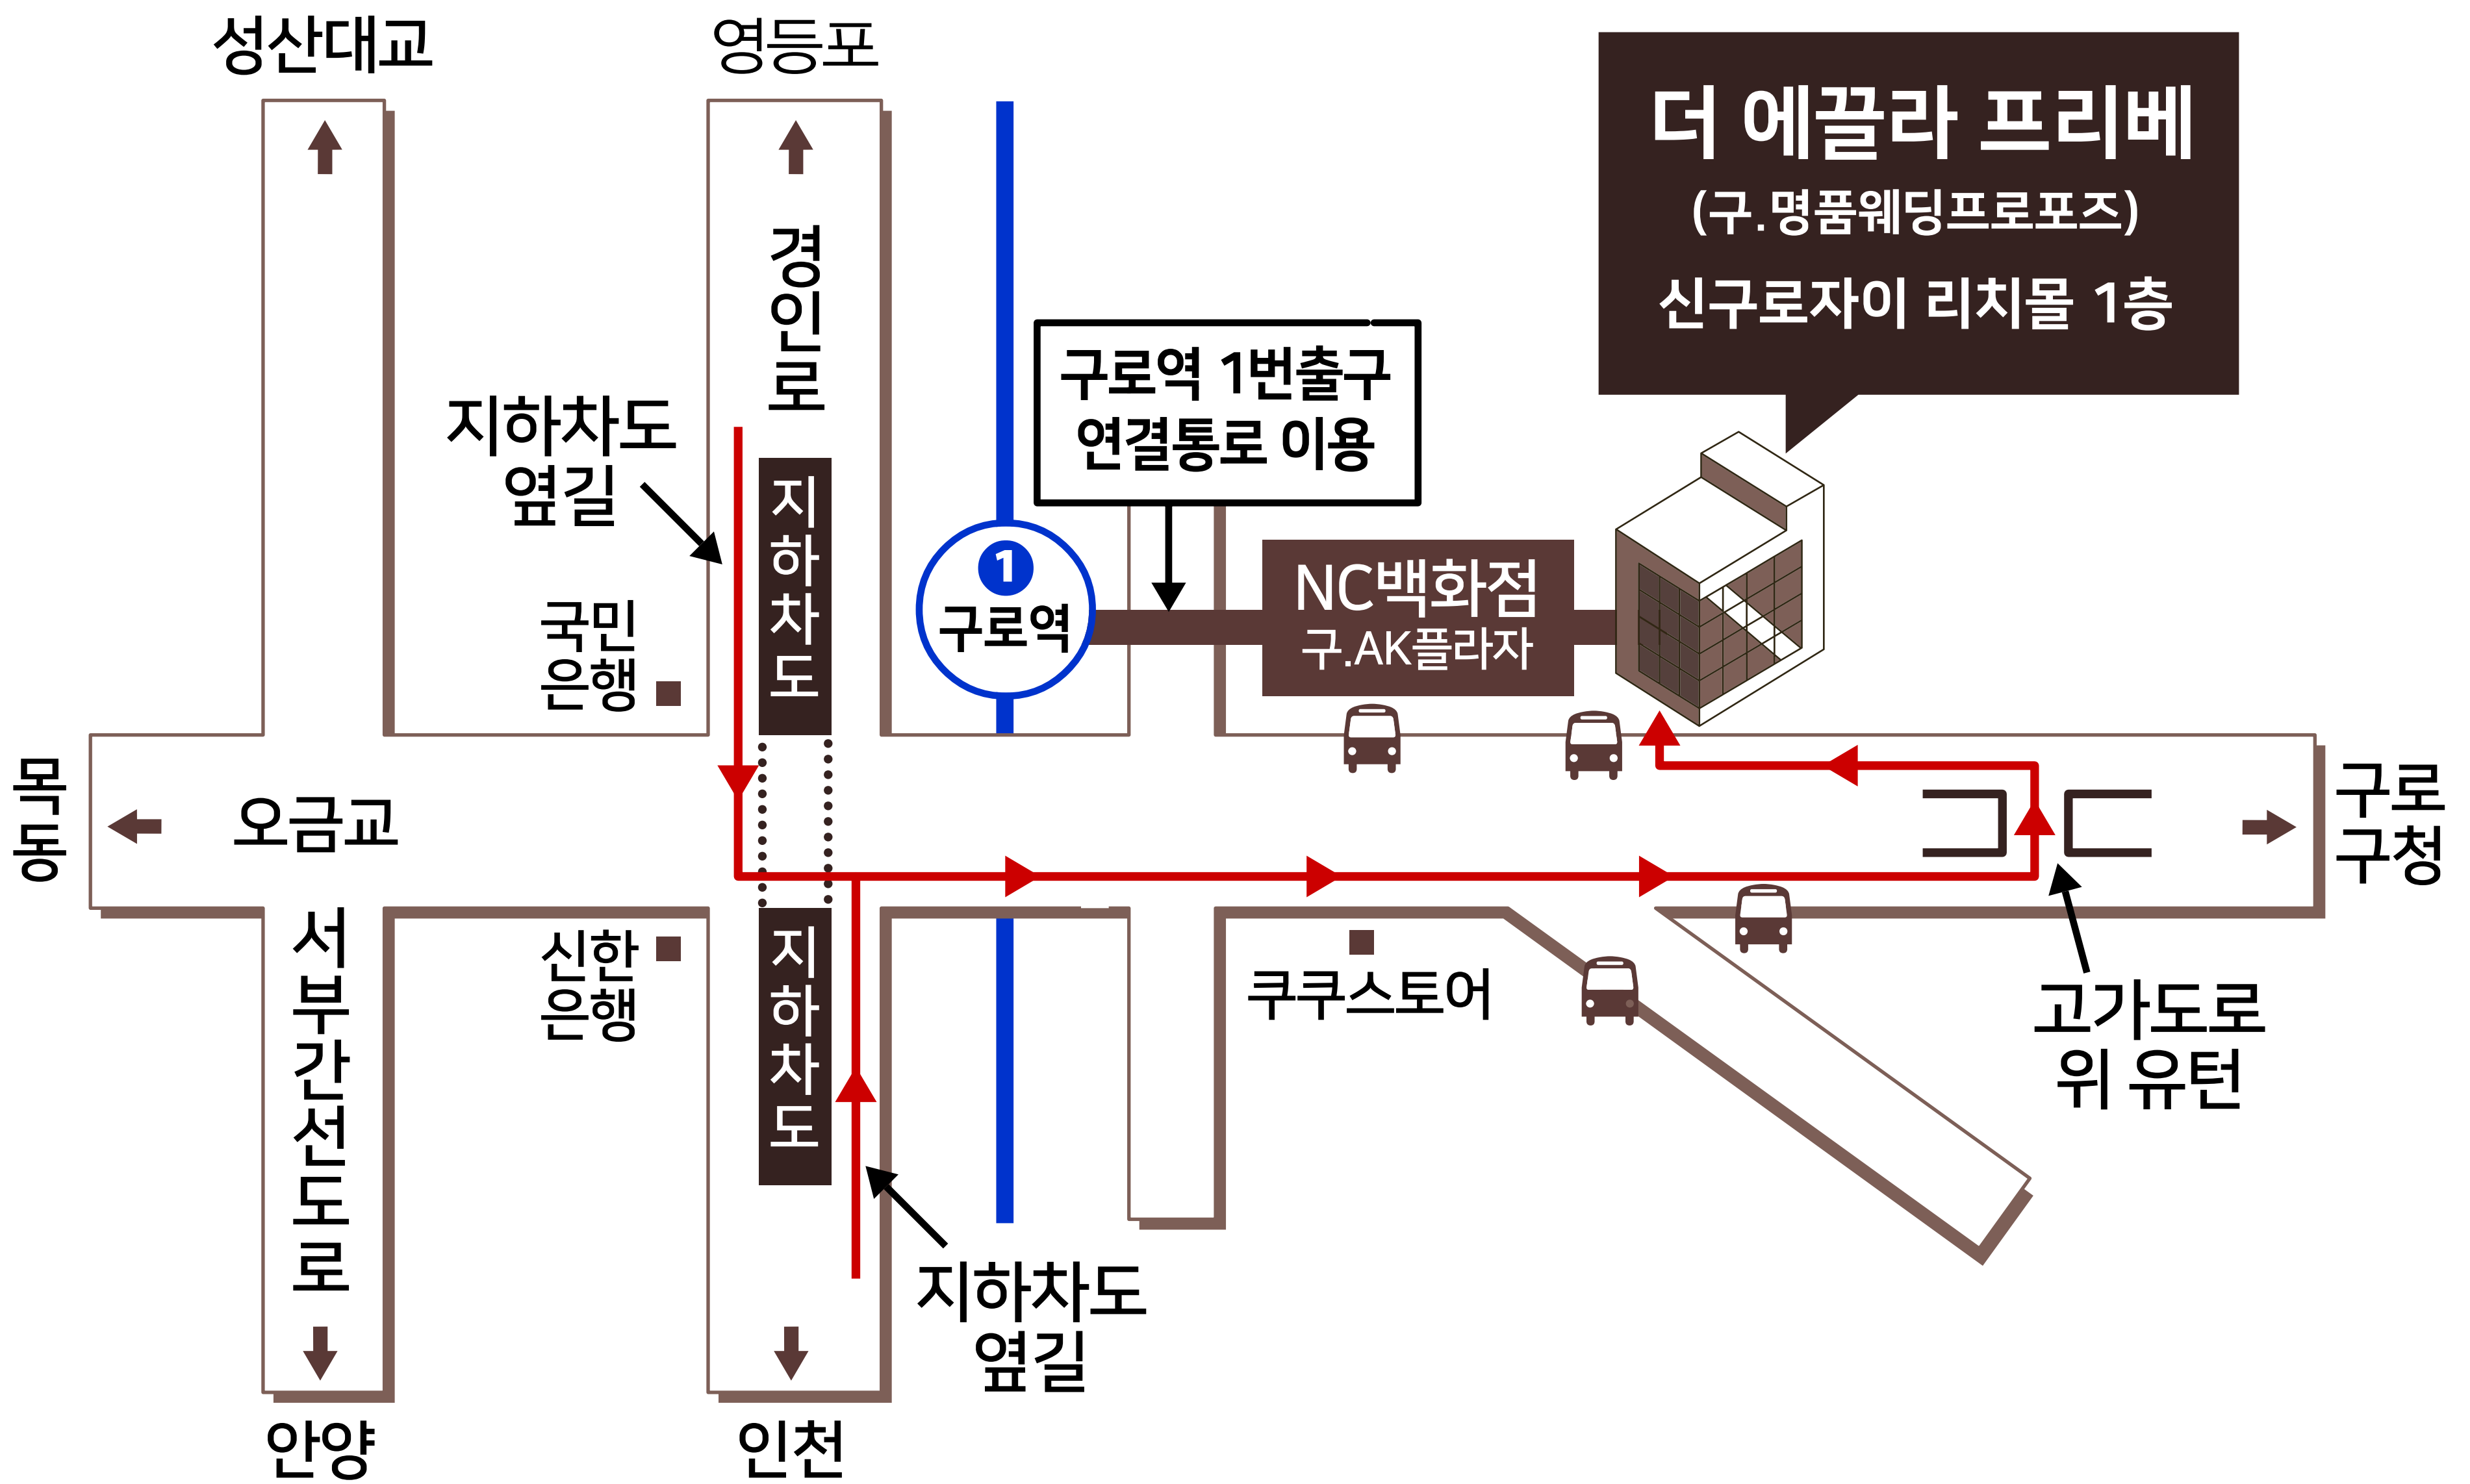 성산대교
영등포
더 에끌라 프리베
(구. 명품웨딩프로포즈)
신구로자이 리치몰 1층
경인로
구로역 1번출구
연결통로 이용
지하차도
옆길
지하차도
1
구로역
NC백화점
구.AK플라자
국민
은행
목동
오금교
구로
구청
서부간선도로
신한
은행
지하차도
쿠쿠스토어
고가도로
위 유턴
지하차도
옆길
안양
인천